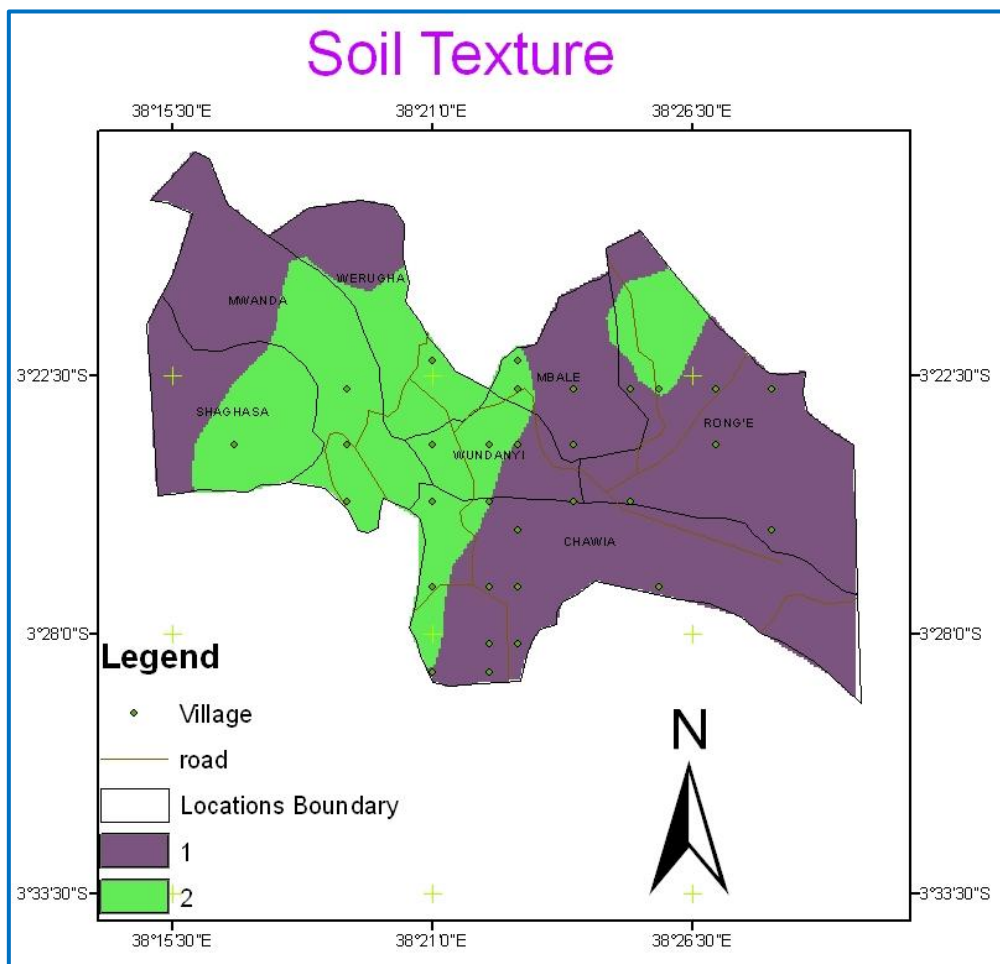 Soil Texture
38°15'30"E 38°21'0"E 38°26'30"E
WERUGHA
MWANDA
3°22'30"S 3°22'30"S
MBALE
SHAGHASA
RONG'E
WUNDANYI
CHAWIA
3°28'0"S 3°28'0"S
Legend
Village
road
Locations Boundary
1
2
N
3°33'30"S 3°33'30"S
38°15'30"E 38°21'0"E 38°26'30"E